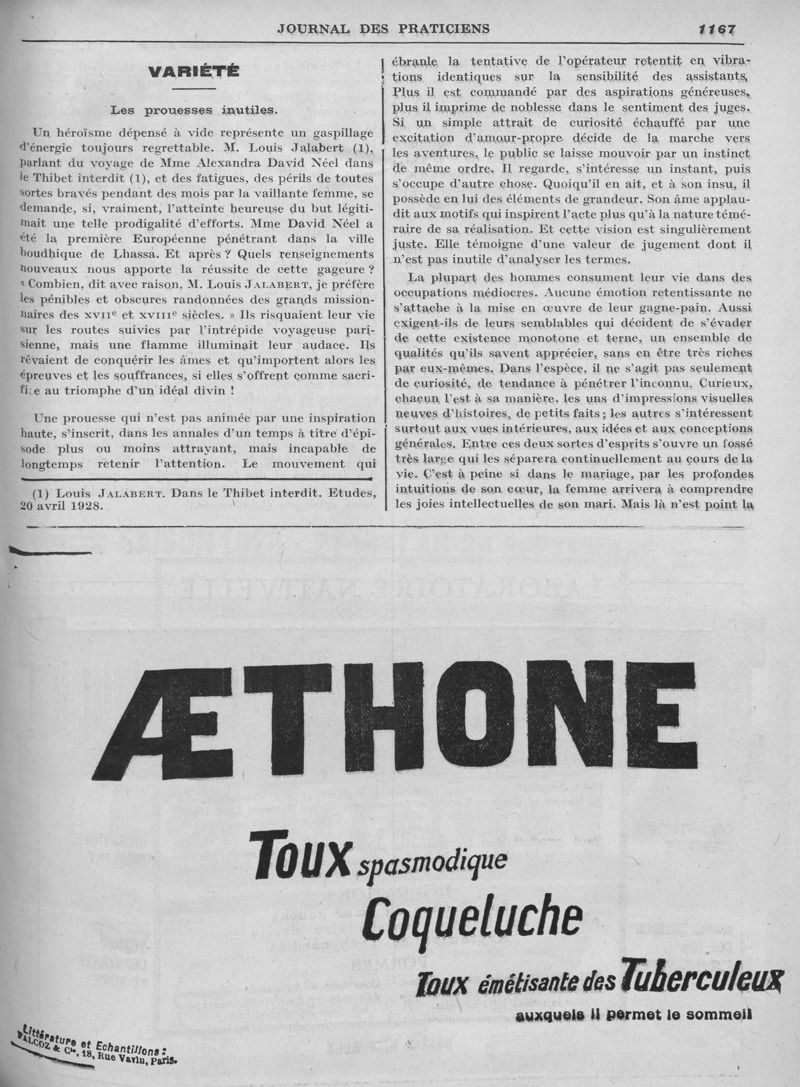 JOURNAL DES PRATICIENS 1167
VARIÉTÉ
Les prouesses inutiles.
Un héroïsme dépensé à vide représente un gaspillage
d'énergie toujours regrettable. M. Louis Jalabert (1),
parlant du voyage de Mme Alexandra David Néel dans
le Thibet interdit (1), et des fatigues, des périls de toutes
sortes bravés pendant des mois par la vaillante femme, se
demande, si, vraiment, l'atteinte heureuse du but légiti-
mait une telle prodigalité d'efforts. Mme David Néel a
été la première Européenne pénétrant dans la ville
boudhique de Lhassa. Et après ? Quels renseignements
nouveaux nous apporte la réussite de cette gageure ?
« Combien, dit avec raison, M. Louis JALABERT, je préfère
les pénibles et obscures randonnées des grands mission-
naires des XVIIe et XVIIIe siècles. » Ils risquaient leur vie
sur les routes suivies par l'intrépide voyageuse pari-
sienne, mais une flamme illuminait leur audace. Ils
rêvaient de conquérir les âmes et qu'importent alors les
épreuves et les souffrances, si elles s'offrent comme sacri-
fice au triomphe d'un idéal divin !
Une prouesse qui n'est pas animée par une inspiration
haute, s'inscrit, dans les annales d'un temps à titre d'épi-
sode plus ou moins attrayant, mais incapable de
longtemps retenir l'attention. Le mouvement qui
(1) Louis JALABERT. Dans le Thibet interdit. Etudes,
20 avril 1928.
ébranle la tentative de l'opérateur retentit en vibra-
tions identiques sur la sensibilité des assistants.
Plus il est commandé par des aspirations généreuses,
plus il imprime de noblesse dans le sentiment des juges.
Si un simple attrait de curiosité échauffé par une
excitation d'amour-propre décide de la marche vers
les aventures, le public se laisse mouvoir par un instinct
de même ordre. Il regarde, s'intéresse un instant, puis
s'occupe d'autre chose. Quoiqu'il en ait, et à son insu, il
possède en lui des éléments de grandeur. Son âme applau-
dit aux motifs qui inspirent l'acte plus qu'à la nature témé-
raire de sa réalisation. Et cette vision est singulièrement
juste. Elle témoigne d'une valeur de jugement dont il
n'est pas inutile d'analyser les termes.
La plupart des hommes consument leur vie dans des
occupations médiocres. Aucune émotion retentissante ne
s'attache à la mise en œuvre de leur gagne-pain. Aussi
exigent-ils de leurs semblables qui décident de s'évader
de cette existence monotone et terne, un ensemble de
qualités qu'ils savent apprécier, sans en être très riches
par eux-mêmes. Dans l'espèce, il ne s'agit pas seulement
de curiosité, de tendance à pénétrer l'inconnu. Curieux,
chacun l'est à sa manière, les uns d'impressions visuelles
neuves d'histoires, de petits faits ; les autres s'intéressent
surtout aux vues intérieures, aux idées et aux conceptions
générales. Entre ces deux sortes d'esprits s'ouvre un fossé
très large qui les séparera continuellement au cours de la
vie. C'est à peine si dans le mariage, par les profondes
intuitions de son cœur, la femme arrivera à comprendre
les joies intellectuelles de son mari. Mais là n'est point la
LABORATOIRE NATIVELLE
ÆTHONE
Toux spasmodique
Coqueluche
Toux émétisante des Tuberculeux
auxquels il permet le sommeil
Littérature et Echantillons :
FALCOZ & Cie, 18, Rue Vavin, Paris.